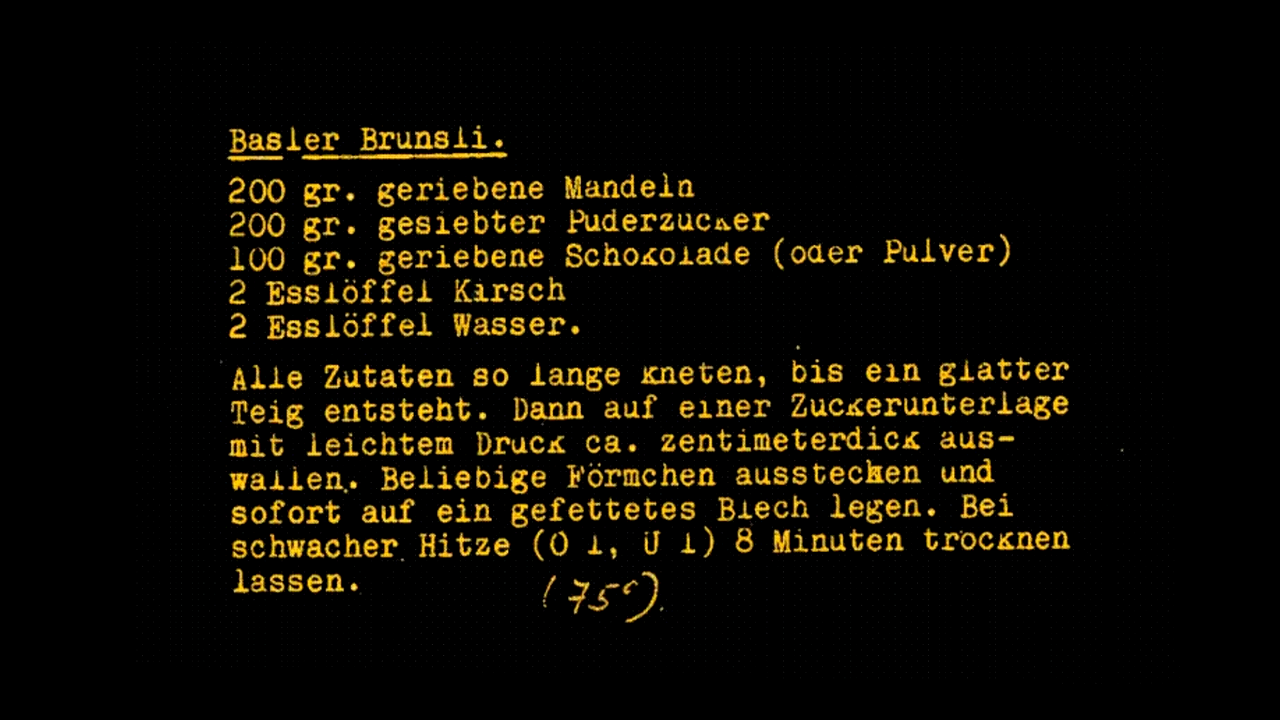 Basler Brunsli.
200 gr. geriebene Mandeln
200 gr. gesiebter Puderzucker
100 gr. geriebene Schokolade (oder Pulver)
2 Esslöffel Kirsch
2 Esslöffel Wasser.
Alle Zutaten so lange kneten, bis ein glatter
Teig entsteht. Dann auf einer Zuckerunterlage
mit leichtem Druck ca. zentimeterdick aus-
wallen. Beliebige Förmchen ausstecken und
sofort auf ein gefettetes Blech legen. Bei
schwacher Hitze (O 1, U 1) 8 Minuten trocknen
lassen.
(75°).